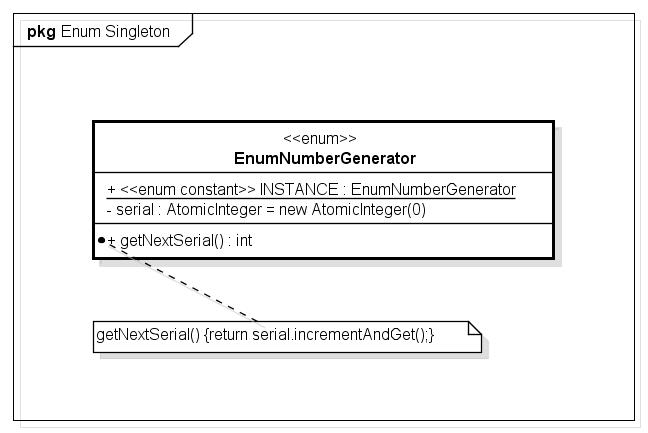 pkg Enum Singleton
<<enum>>
EnumNumberGenerator
+ <<enum constant>> INSTANCE : EnumNumberGenerator
- serial : AtomicInteger = new AtomicInteger(0)
+ getNextSerial() : int
getNextSerial() {return serial.incrementAndGet();}